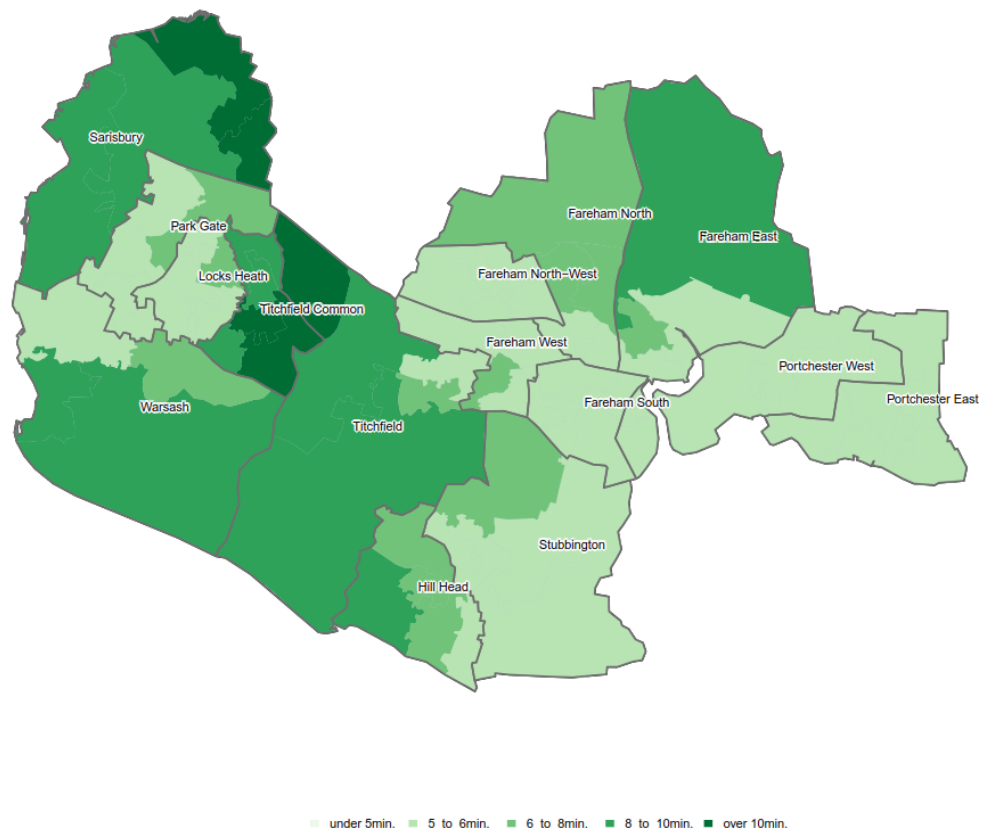 Sarisbury
Park Gate
Fareham North
Fareham East
Locks Heath
Fareham North-West
Titchfield Common
Fareham West
Portchester West
Warsash
Fareham South
Portchester East
Titchfield
Stubbington
Hill Head
under 5min. 5 to 6min. 6 to 8min. 8 to 10min. over 10min.